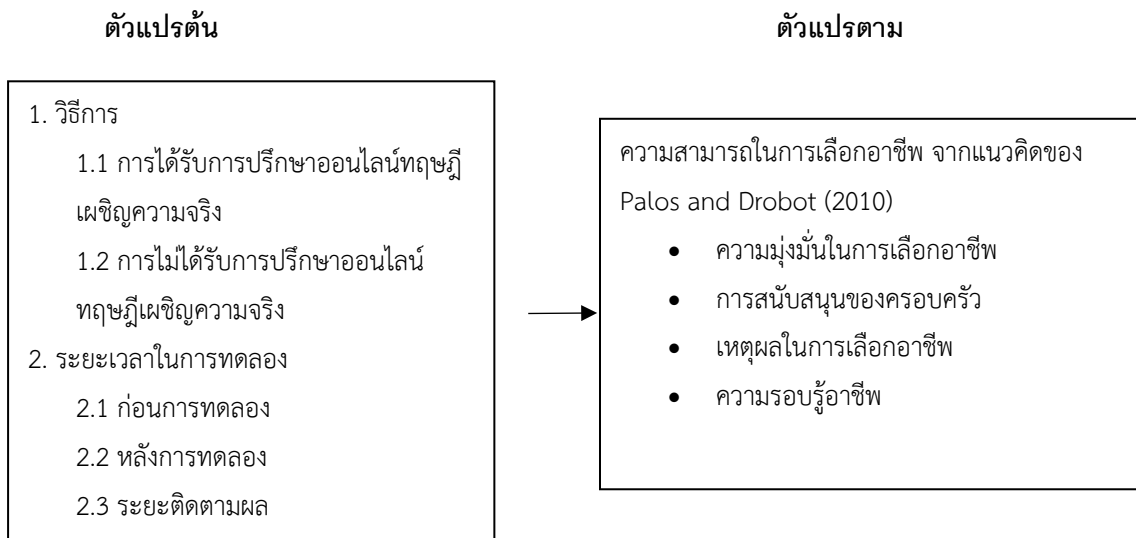 ตัวแปรต้น
1. วิธีการ
1.1 การได้รับการปรึกษาออนไลน์ทฤษฎี
เผชิญความจริง
1.2 การไม่ได้รับการปรึกษาออนไลน์
ทฤษฎีเผชิญความจริง
2. ระยะเวลาในการทดลอง
2.1 ก่อนการทดลอง
2.2 หลังการทดลอง
2.3 ระยะติดตามผล
ตัวแปรตาม
ความสามารถในการเลือกอาชีพ จากแนวคิดของ
Palos and Drobot (2010)
• ความมุ่งมั่นในการเลือกอาชีพ
• การสนับสนุนของครอบครัว
• เหตุผลในการเลือกอาชีพ
• ความรอบรู้อาชีพ